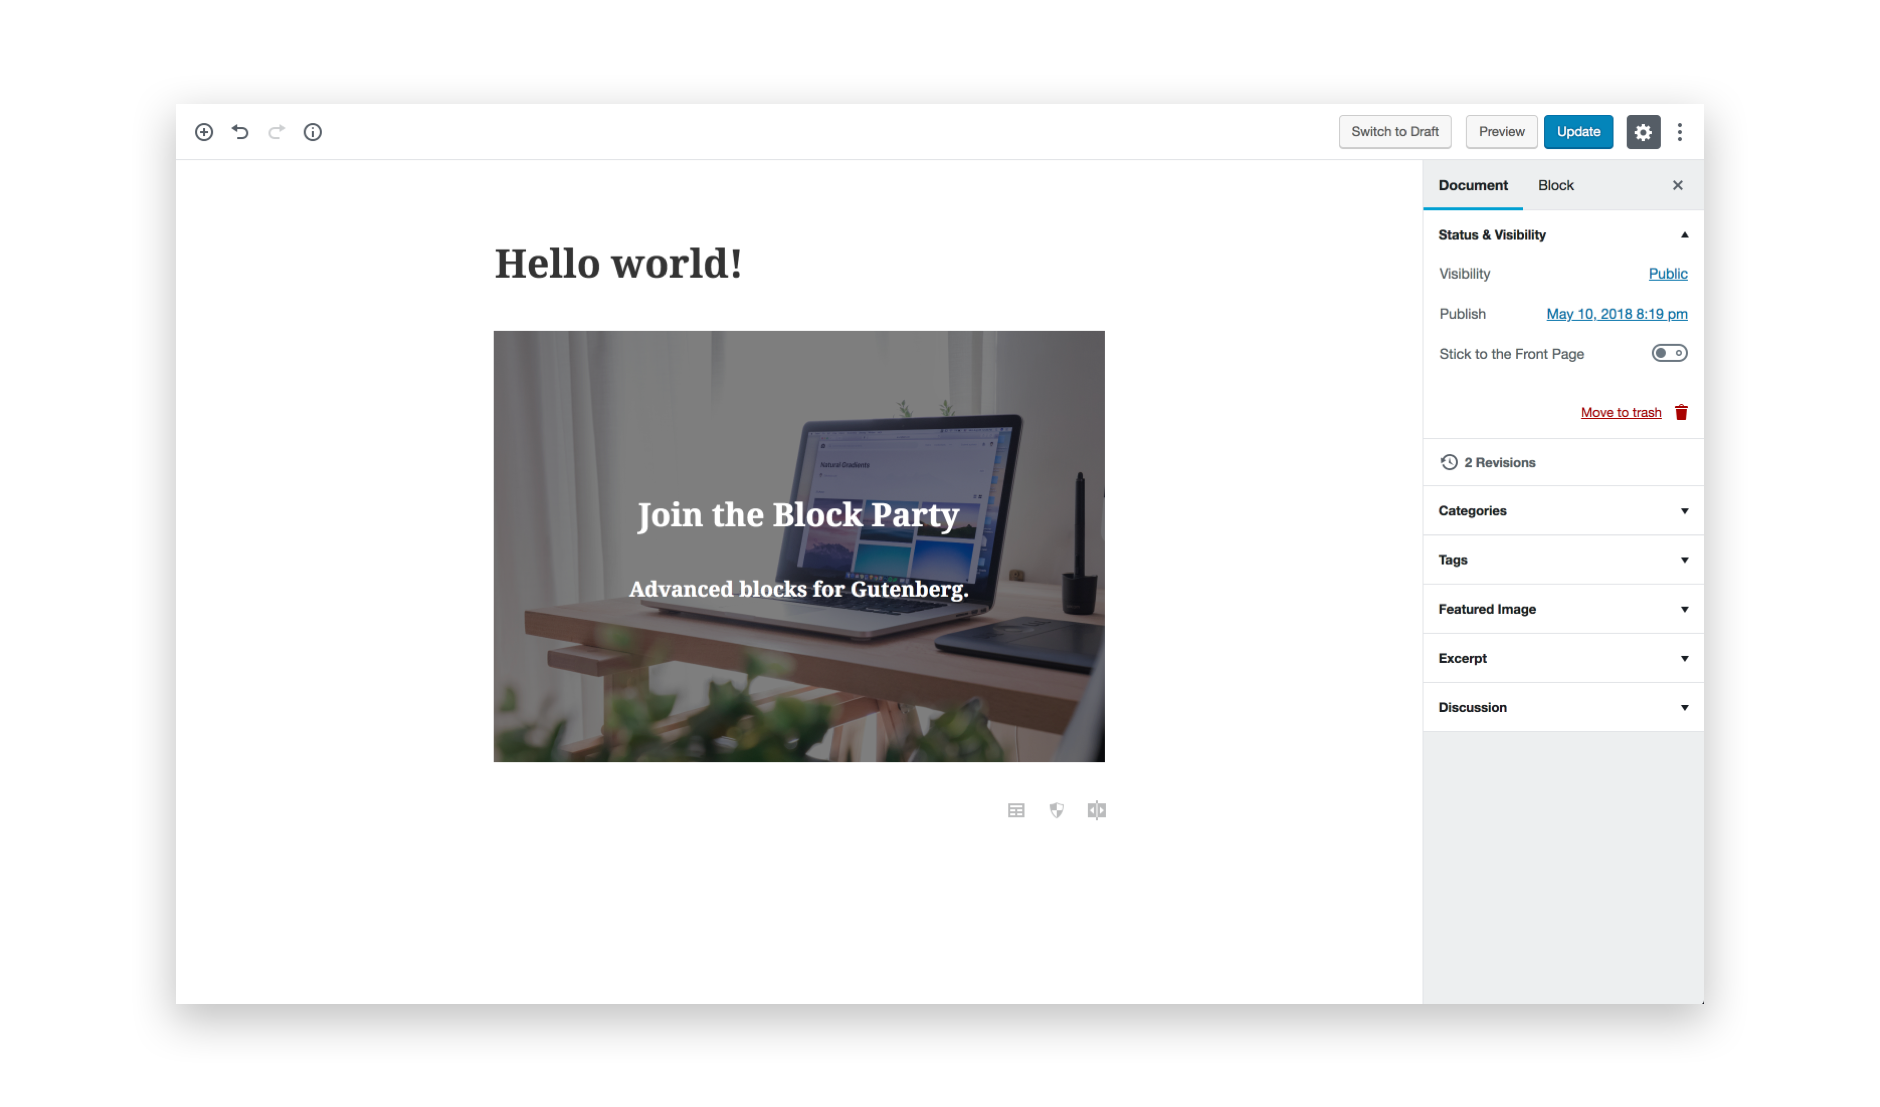 Switch to Draft
Preview
Update
Document
Block
Status & Visibility
Visibility
Public
Publish
May 10, 2018 8:19 pm
Stick to the Front Page
Move to trash
2 Revisions
Categories
Tags
Featured Image
Excerpt
Discussion
Hello world!
Natural Gradients
Join the Block Party
Advanced blocks for Gutenberg.